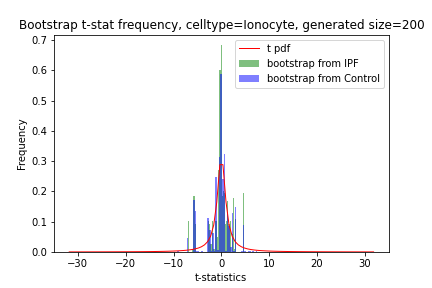 Bootstrap t-stat frequency, celltype=Ionocyte, generated size=200
0.7
0.6
0.5
0.4
0.3
0.2
0.1
0.0
Frequency
t pdf
bootstrap from IPF
bootstrap from Control
−30 −20 −10 0 10 20 30
t-statistics